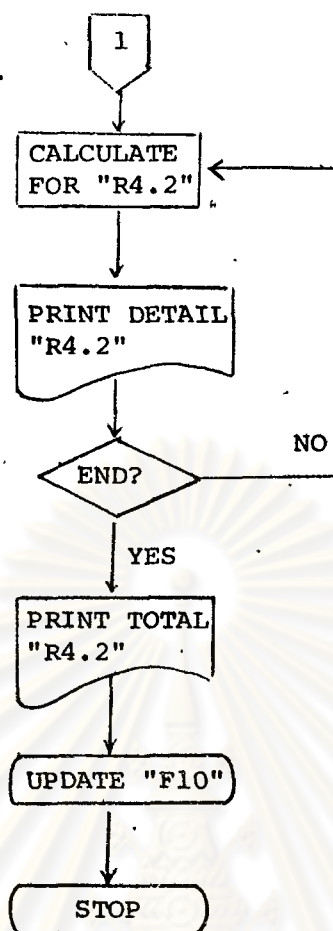 1
CALCULATE
FOR "R4.2"
PRINT DETAIL
"R4.2"
END?
NO
YES
PRINT TOTAL
"R4.2"
UPDATE "F10"
STOP